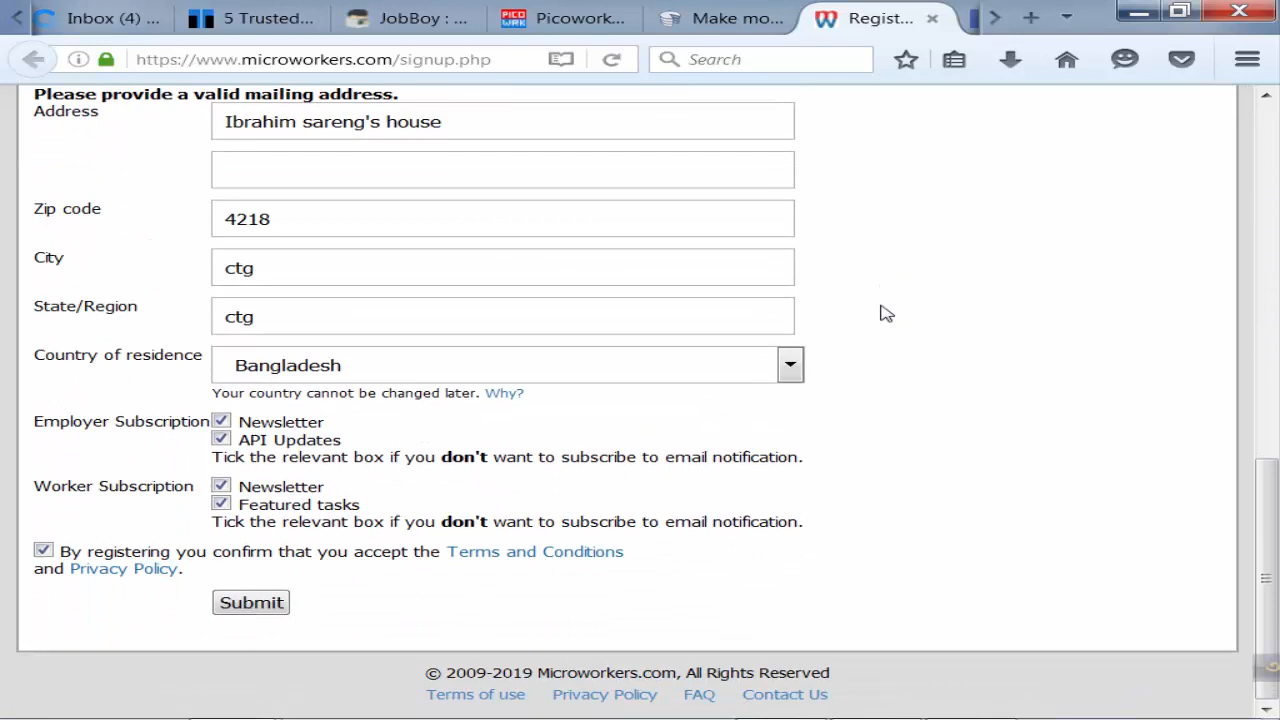 Inbox (4) ...
5 Trusted...
JobBoy : ...
Picowork...
Make mo...
Regist...
https://www.microworkers.com/signup.php
Search
Please provide a valid mailing address.
Address
Ibrahim sareng's house
Zip code
4218
City
ctg
State/Region
ctg
Country of residence
Bangladesh
Your country cannot be changed later. Why?
Employer Subscription
Newsletter
API Updates
Tick the relevant box if you don't want to subscribe to email notification.
Worker Subscription
Newsletter
Featured tasks
Tick the relevant box if you don't want to subscribe to email notification.
By registering you confirm that you accept the Terms and Conditions
and Privacy Policy.
Submit
© 2009-2019 Microworkers.com, All Rights Reserved
Terms of use
Privacy Policy
FAQ
Contact Us